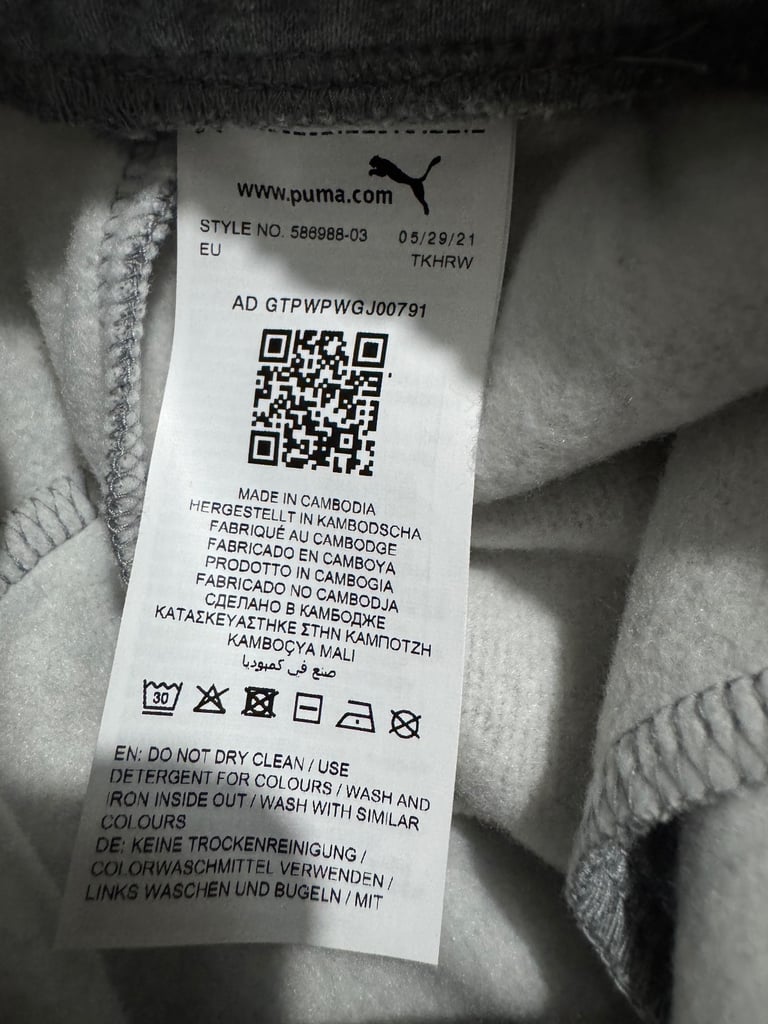 www.puma.com
STYLE NO. 586988-03 05/29/21
EU TKHRW
AD GTPWPWGJ00791
MADE IN CAMBODIA
HERGESTELLT IN KAMBODSCHA
FABRIQUÉ AU CAMBODGE
FABRICADO EN CAMBOYA
PRODOTTO IN CAMBOGIA
FABRICADO NO CAMBODJA
СДЕЛАНО В КАМБОДЖЕ
ΚΑΤΑΣΚΕΥΑΣΤΗΚΕ ΣΤΗΝ ΚΑΜΠΟΤΖΗ
KAMBOÇYA MALI
صنع في كمبوديا
30
EN: DO NOT DRY CLEAN / USE
DETERGENT FOR COLOURS / WASH AND
IRON INSIDE OUT / WASH WITH SIMILAR
COLOURS
DE: KEINE TROCKENREINIGUNG /
COLORWASCHMITTEL VERWENDEN /
LINKS WASCHEN UND BÜGELN / MIT